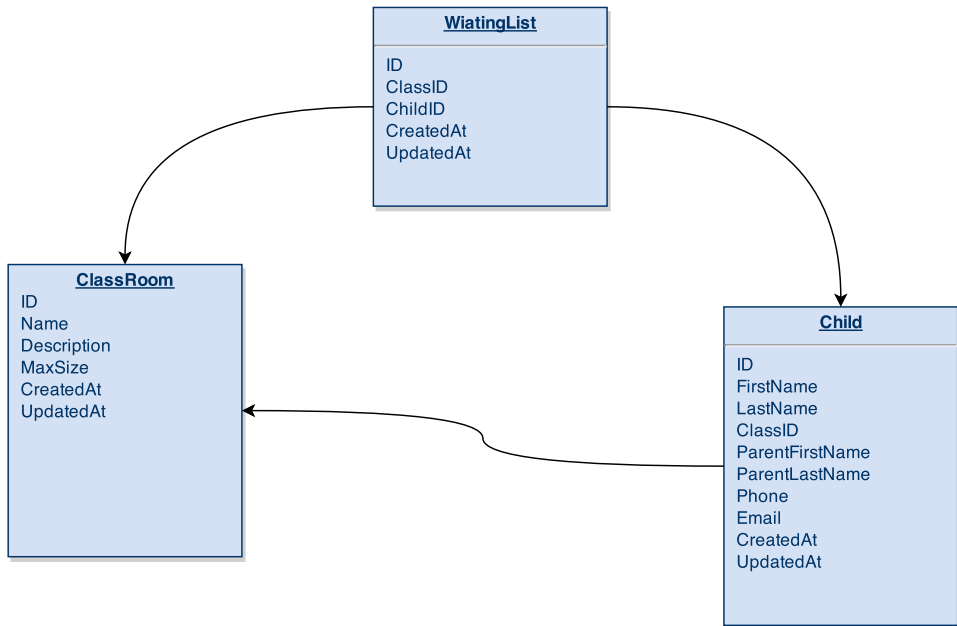 WiatingList
ID
ClassID
ChildID
CreatedAt
UpdatedAt
ClassRoom
ID
Name
Description
MaxSize
CreatedAt
UpdatedAt
Child
ID
FirstName
LastName
ClassID
ParentFirstName
ParentLastName
Phone
Email
CreatedAt
UpdatedAt